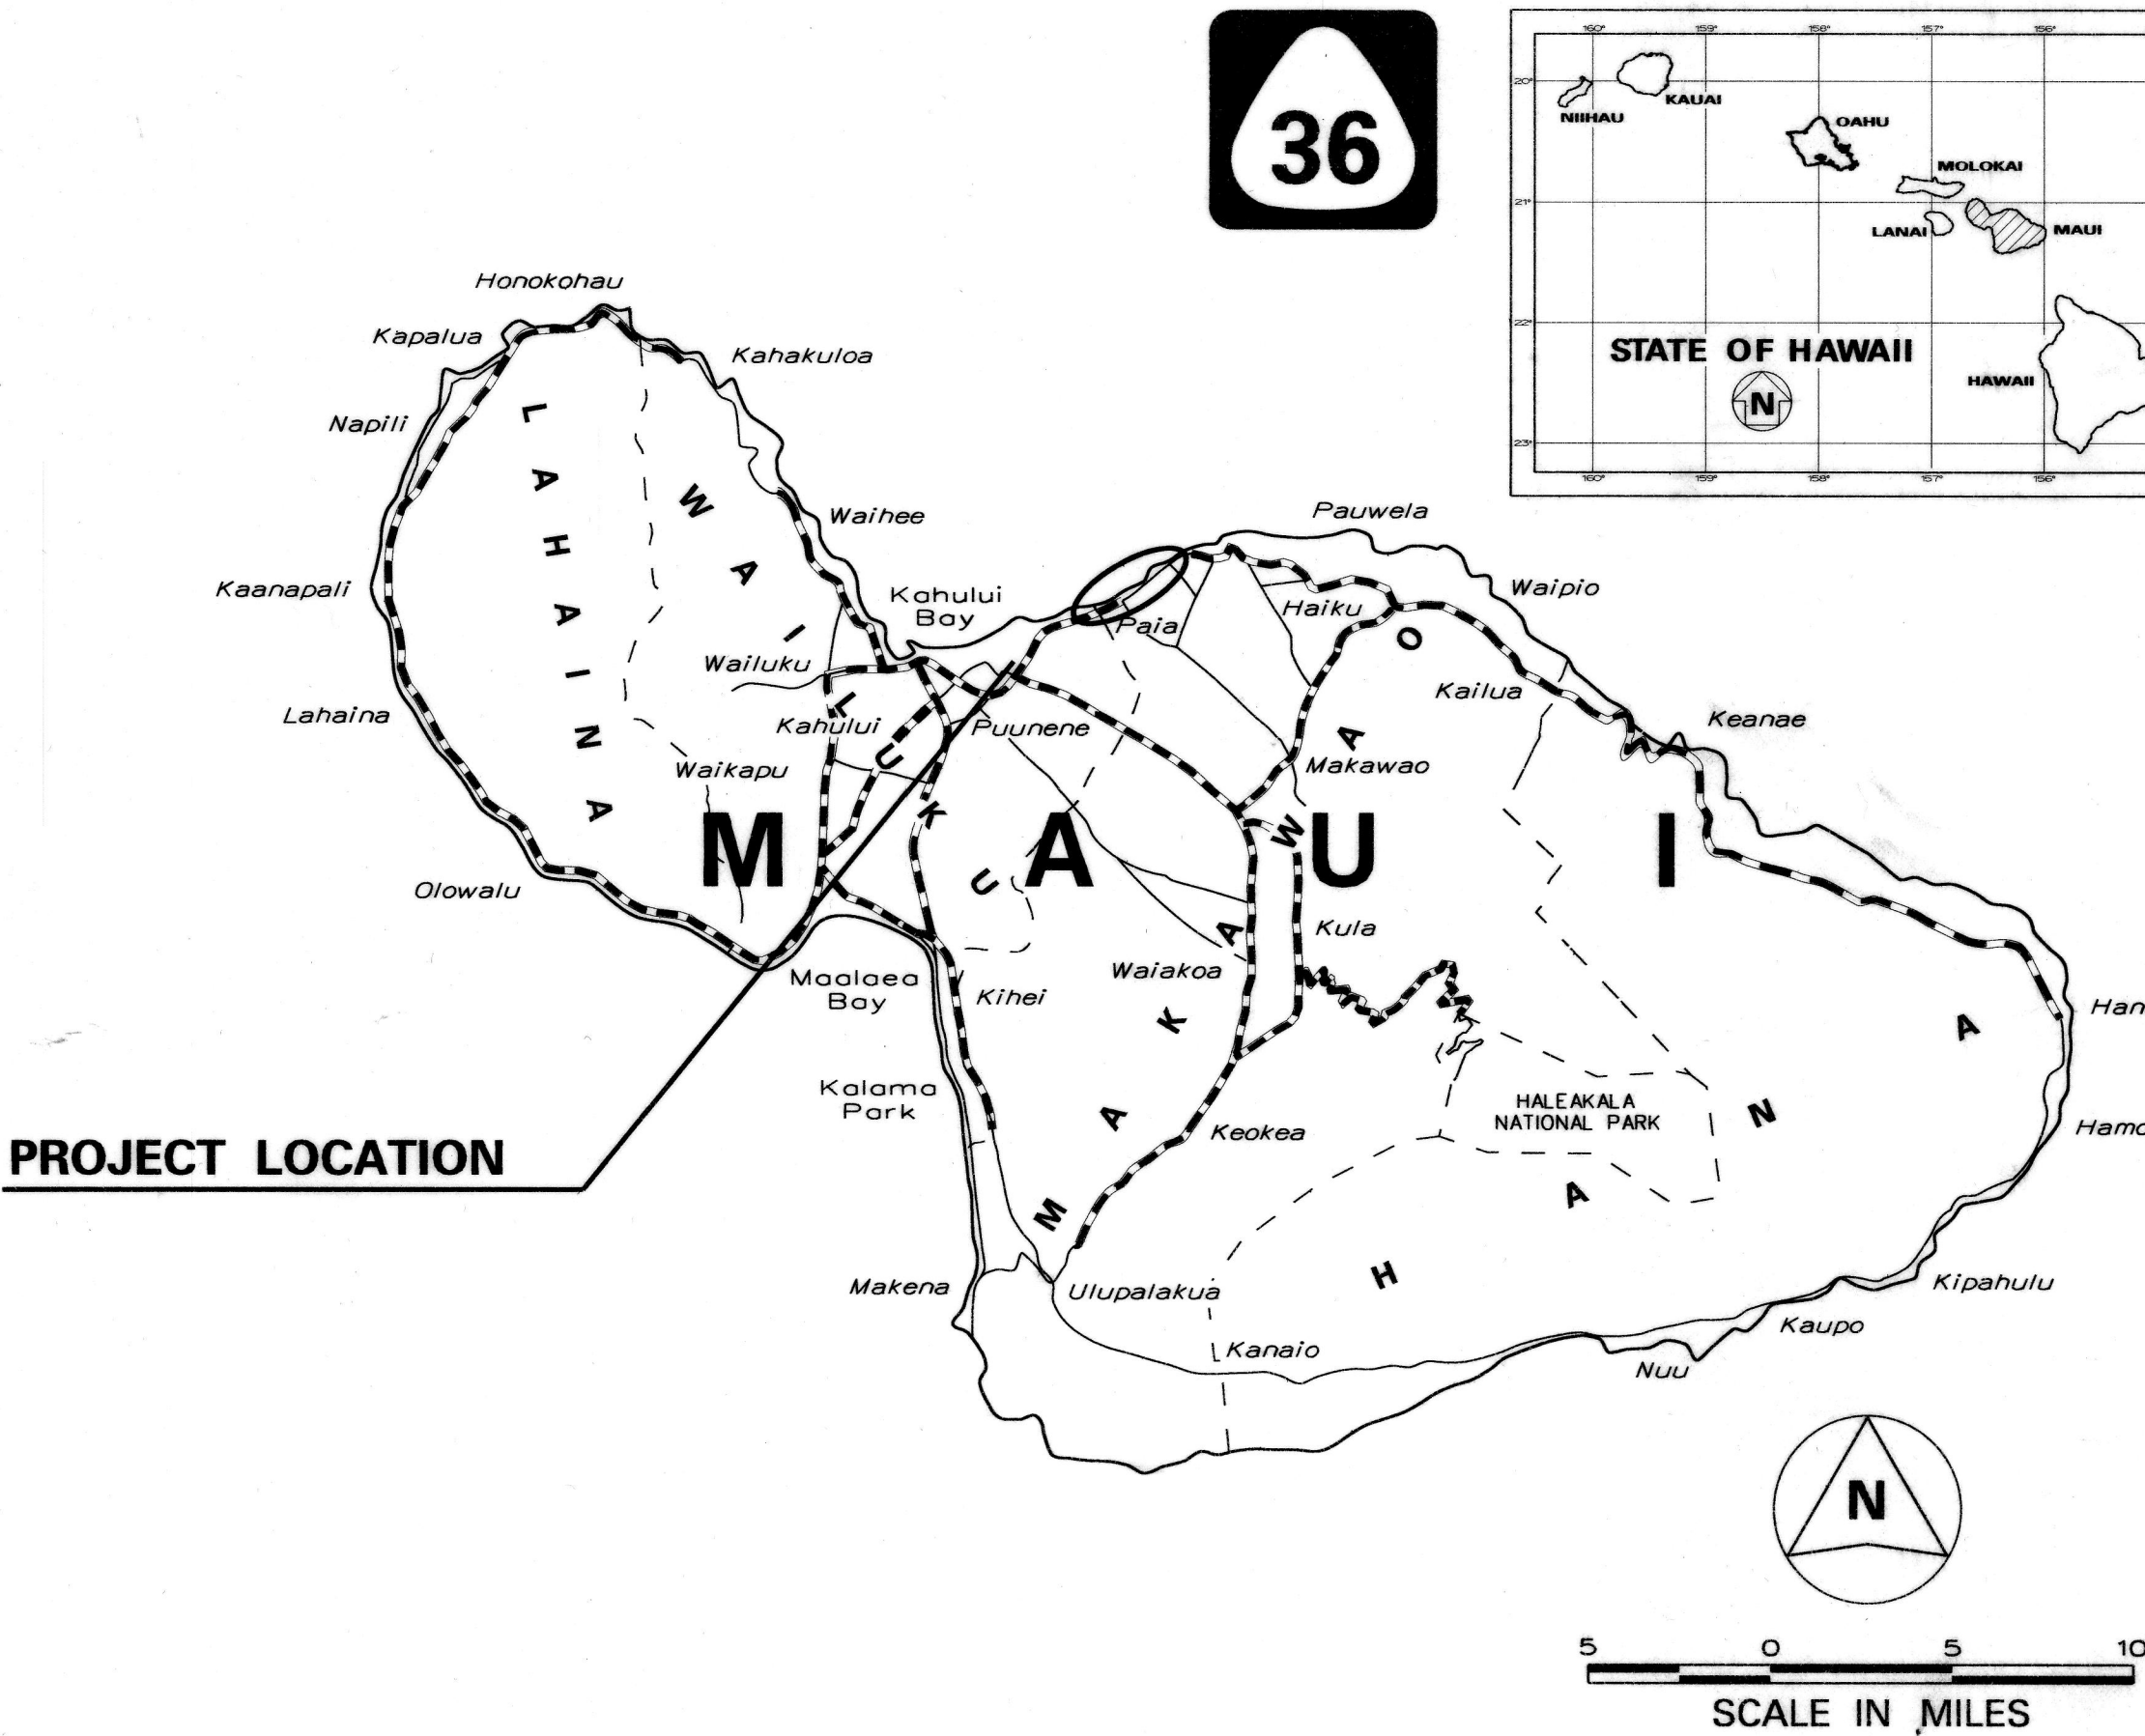 36
160° 159° 158° 157° 156°
20°
21°
22°
23°
NIIHAU
KAUAI
OAHU
MOLOKAI
LANAI
MAUI
HAWAII
STATE OF HAWAII
N
160° 159° 158° 157° 156°
Honokohau
Kapalua
Kahakuloa
Napili
Waihee
Pauwela
Kaanapali
Kahului
Bay
Waipio
Haiku
Paia
Wailuku
Kailua
Lahaina
Kahului
Puunene
Keanae
Waikapu
Makawao
LAHAINA
WAILUKU
MAKAWAO
HANA
MAUI
Olowalu
Kula
Maalaea
Bay
Kihei
Waiakoa
Han
Kalama
Park
HALEAKALA
NATIONAL PARK
Keokea
Hamo
PROJECT LOCATION
Makena
Ulupalakua
Kipahulu
Kaupo
Kanaio
Nuu
N
5 0 5 10
SCALE IN MILES